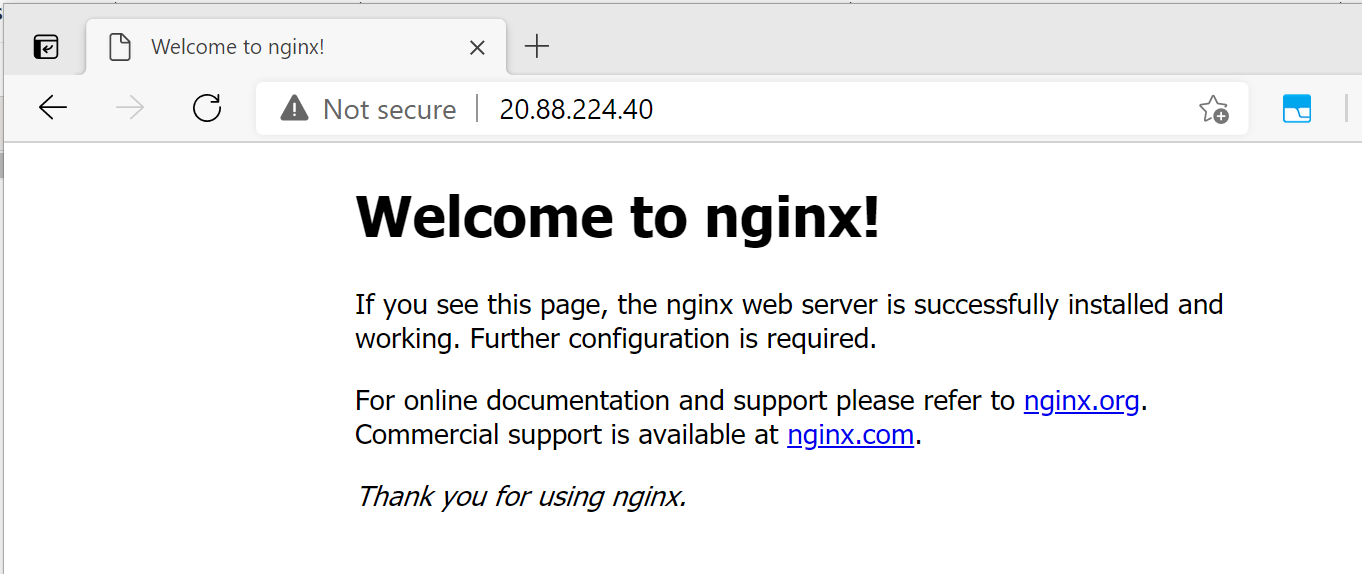 Welcome to nginx!
Not secure
20.88.224.40
Welcome to nginx!
If you see this page, the nginx web server is successfully installed and
working. Further configuration is required.
For online documentation and support please refer to nginx.org.
Commercial support is available at nginx.com.
Thank you for using nginx.